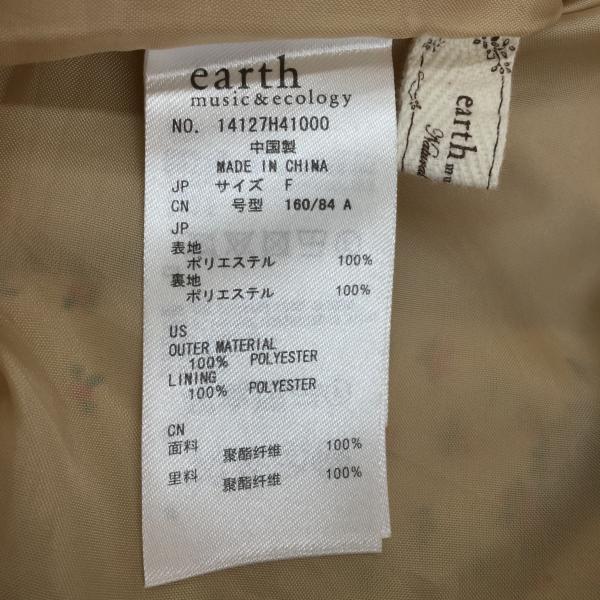 earth
music&ecology
NO. 14127H41000
中国製
MADE IN CHINA
JP サイズ F
CN 号型 160/84 A
JP
表地
ポリエステル 100%
裏地
ポリエステル 100%
US
OUTER MATERIAL
100% POLYESTER
LINING
100% POLYESTER
CN
面料 聚酯纤维 100%
里料 聚酯纤维 100%
earth
mu
Natural